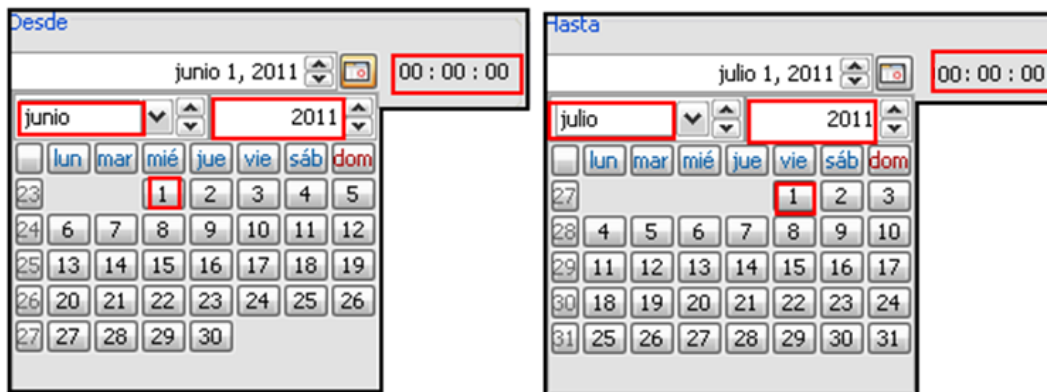 Desde
junio 1, 2011 00 : 00 : 00
junio 2011
lun mar mié jue vie sáb dom
23 1 2 3 4 5
24 6 7 8 9 10 11 12
25 13 14 15 16 17 18 19
26 20 21 22 23 24 25 26
27 27 28 29 30
Hasta
julio 1, 2011 00 : 00 : 00
julio 2011
lun mar mié jue vie sáb dom
27 1 2 3
28 4 5 6 7 8 9 10
29 11 12 13 14 15 16 17
30 18 19 20 21 22 23 24
31 25 26 27 28 29 30 31